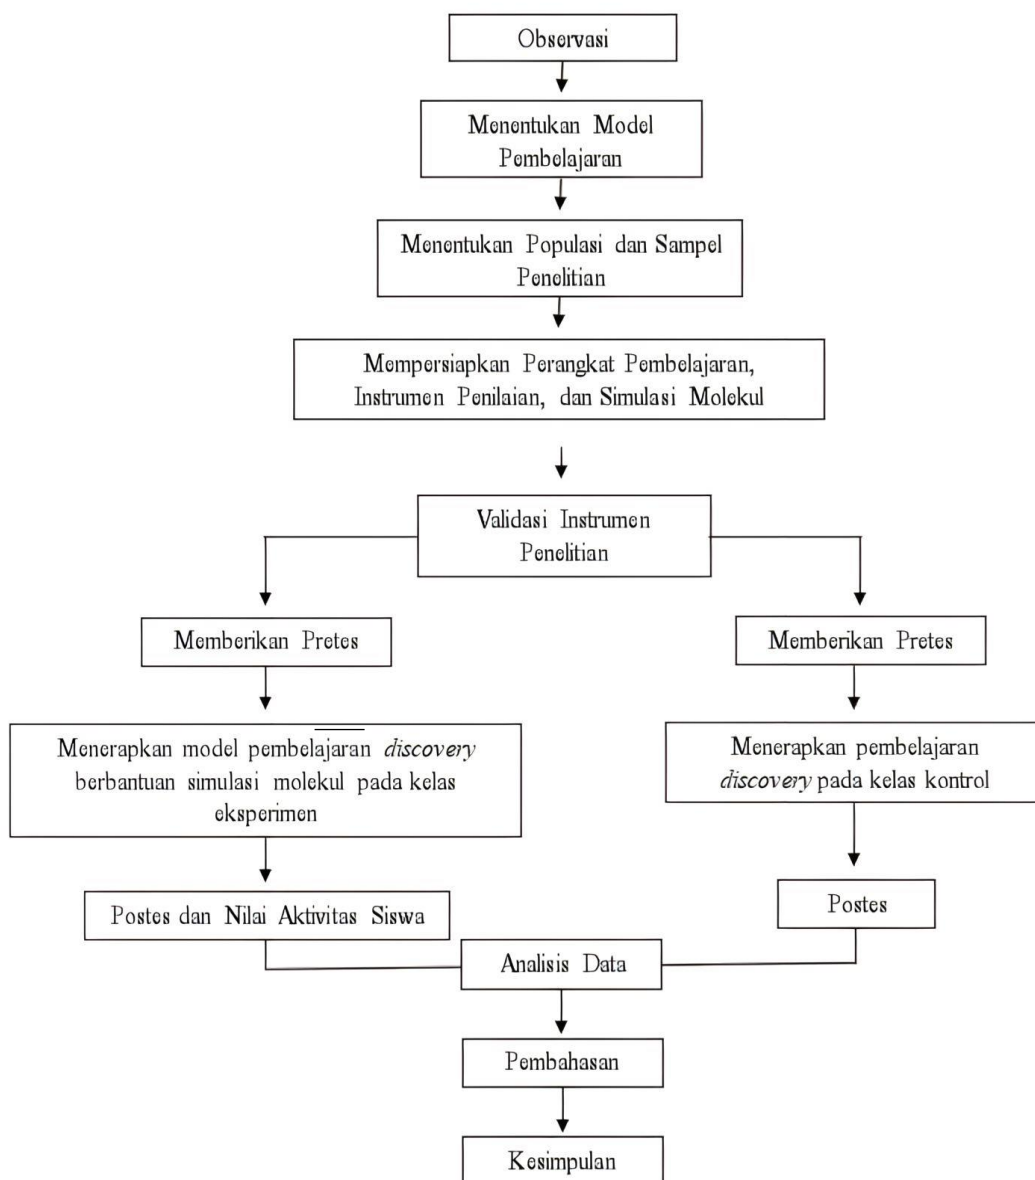 Observasi
Menentukan Model
Pembelajaran
Menentukan Populasi dan Sampel
Penelitian
Mempersiapkan Perangkat Pembelajaran,
Instrumen Penilaian, dan Simulasi Molekul
Validasi Instrumen
Penelitian
Memberikan Pretes
Memberikan Pretes
Menerapkan model pembelajaran discovery
berbantuan simulasi molekul pada kelas
eksperimen
Menerapkan pembelajaran
discovery pada kelas kontrol
Postes dan Nilai Aktivitas Siswa
Postes
Analisis Data
Pembahasan
Kesimpulan